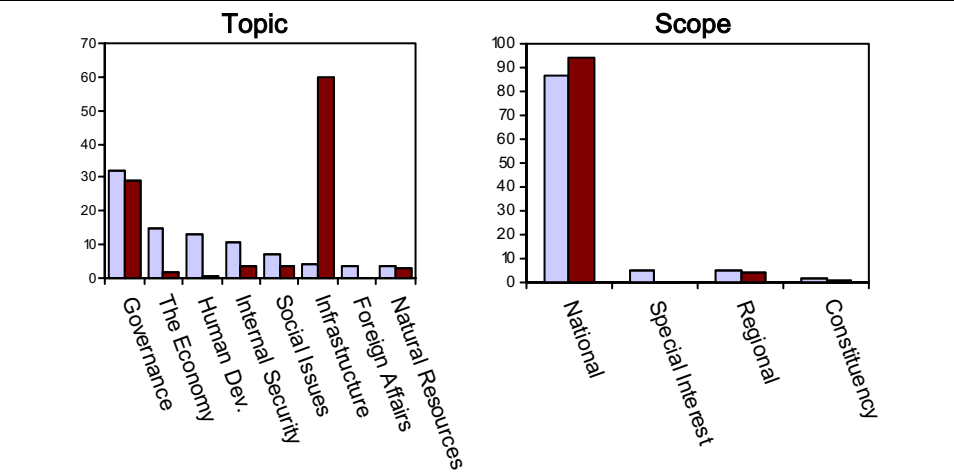 Topic
70
60
50
40
30
20
10
0
Governance
The Economy
Human Dev.
Internal Security
Social Issues
Infrastructure
Foreign Affairs
Natural Resources
Scope
100
90
80
70
60
50
40
30
20
10
0
National
Special Interest
Regional
Constituency